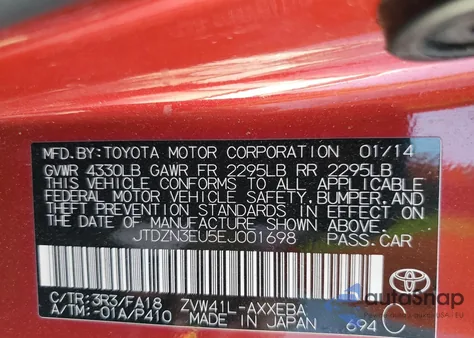 MFD.BY:TOYOTA MOTOR CORPORATION 01/14
GVWR 4330LB GAWR FR 2295LB RR 2295LB
THIS VEHICLE CONFORMS TO ALL APPLICABLE
FEDERAL MOTOR VEHICLE SAFETY,BUMPER,AND
THEFT PREVENTION STANDARDS IN EFFECT ON
THE DATE OF MANUFACTURE SHOWN ABOVE.
JTDZN3EU5EJ001698 PASS.CAR
C/TR:3R3/FA18 ZVW41L-AXXEBA
A/TM:-01A/P410 MADE IN JAPAN 694 C
TOYOTA
autoSnap